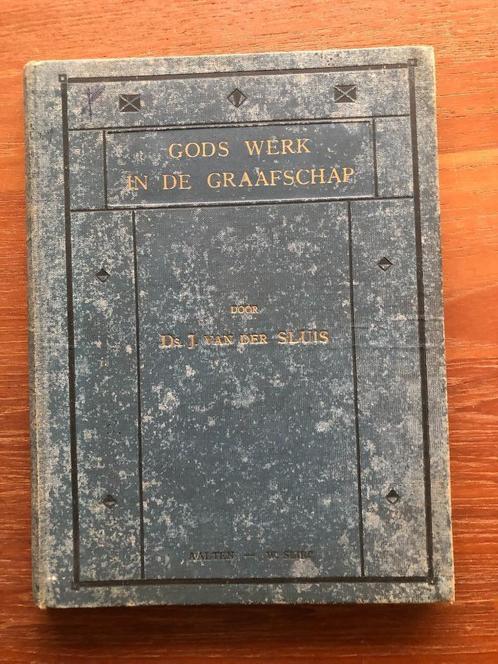 GODS WERK
IN DE GRAAFSCHAP
DOOR
Ds. J. VAN DER SLUIS
AALTEN — W.